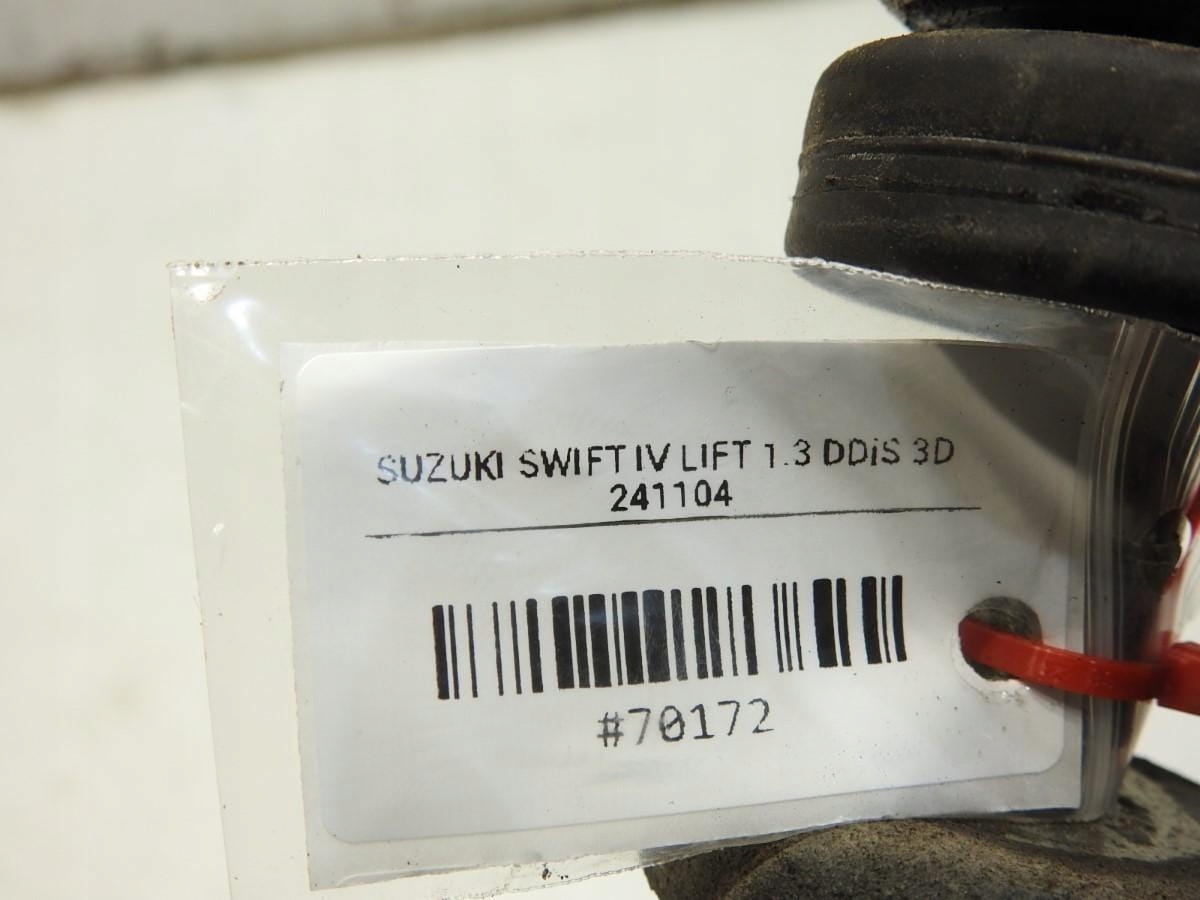 SUZUKI SWIFT IV LIFT 1.3 DDiS 3D
241104
#70172